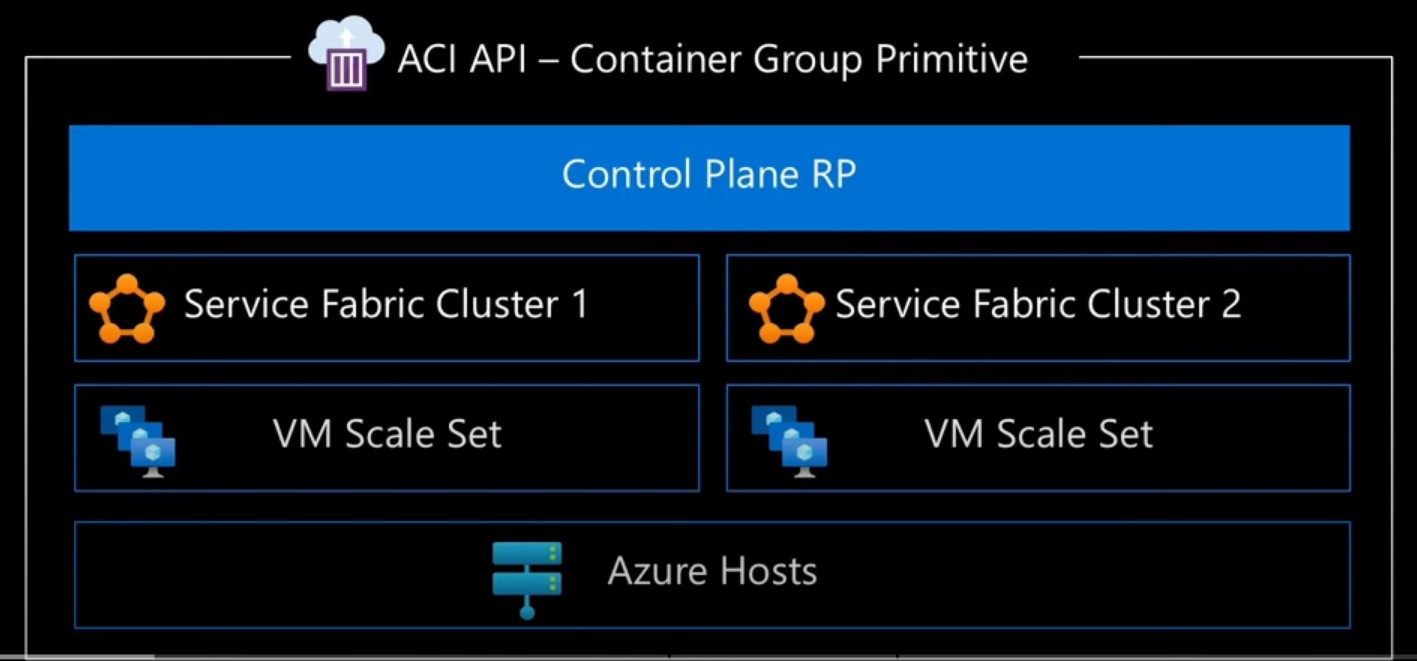 ACI API – Container Group Primitive
Control Plane RP
Service Fabric Cluster 1
Service Fabric Cluster 2
VM Scale Set
VM Scale Set
Azure Hosts